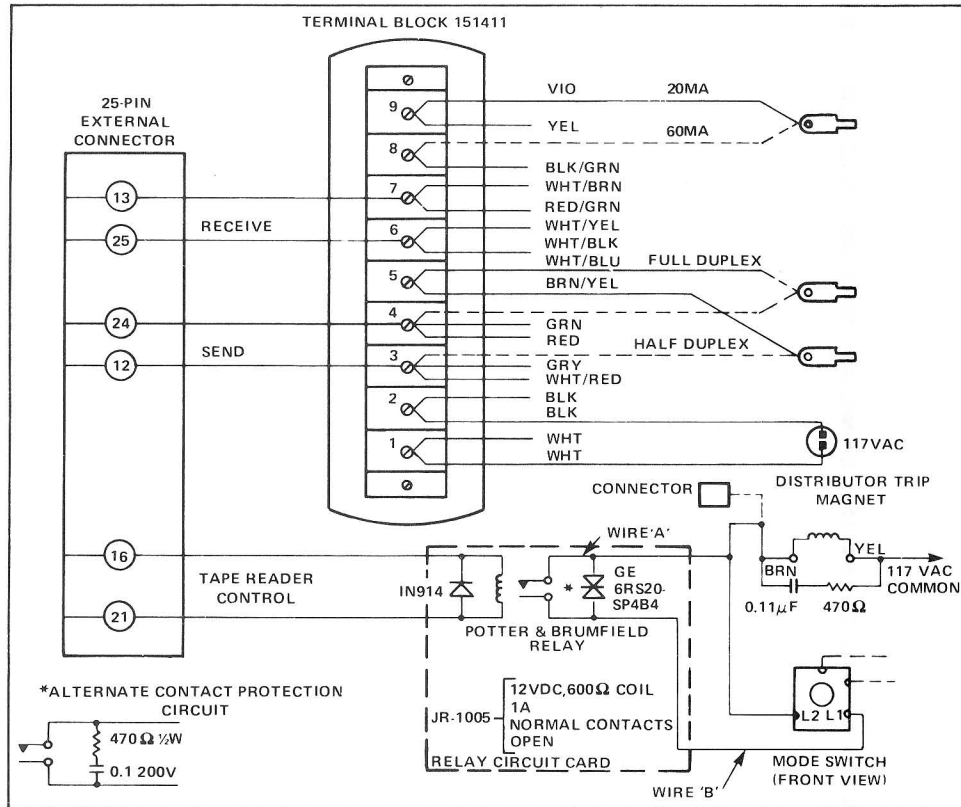 TERMINAL BLOCK 151411
25-PIN
EXTERNAL
CONNECTOR
13
25
24
12
16
21
RECEIVE
SEND
TAPE READER
CONTROL
9
8
7
6
5
4
3
2
1
VIO
20MA
YEL
60MA
BLK/GRN
WHT/BRN
RED/GRN
WHT/YEL
WHT/BLK
WHT/BLU
FULL DUPLEX
BRN/YEL
GRN
RED
HALF DUPLEX
GRY
WHT/RED
BLK
BLK
WHT
WHT
117VAC
DISTRIBUTOR TRIP
MAGNET
CONNECTOR
WIRE 'A'
IN914
*
GE
6RS20-
SP4B4
POTTER & BRUMFIELD
RELAY
BRN
YEL
117 VAC
COMMON
0.11µF
470Ω
JR-1005
12VDC, 600Ω COIL
1A
NORMAL CONTACTS
OPEN
RELAY CIRCUIT CARD
L2 L1
MODE SWITCH
(FRONT VIEW)
WIRE 'B'
*ALTERNATE CONTACT PROTECTION
CIRCUIT
470Ω ½W
0.1 200V